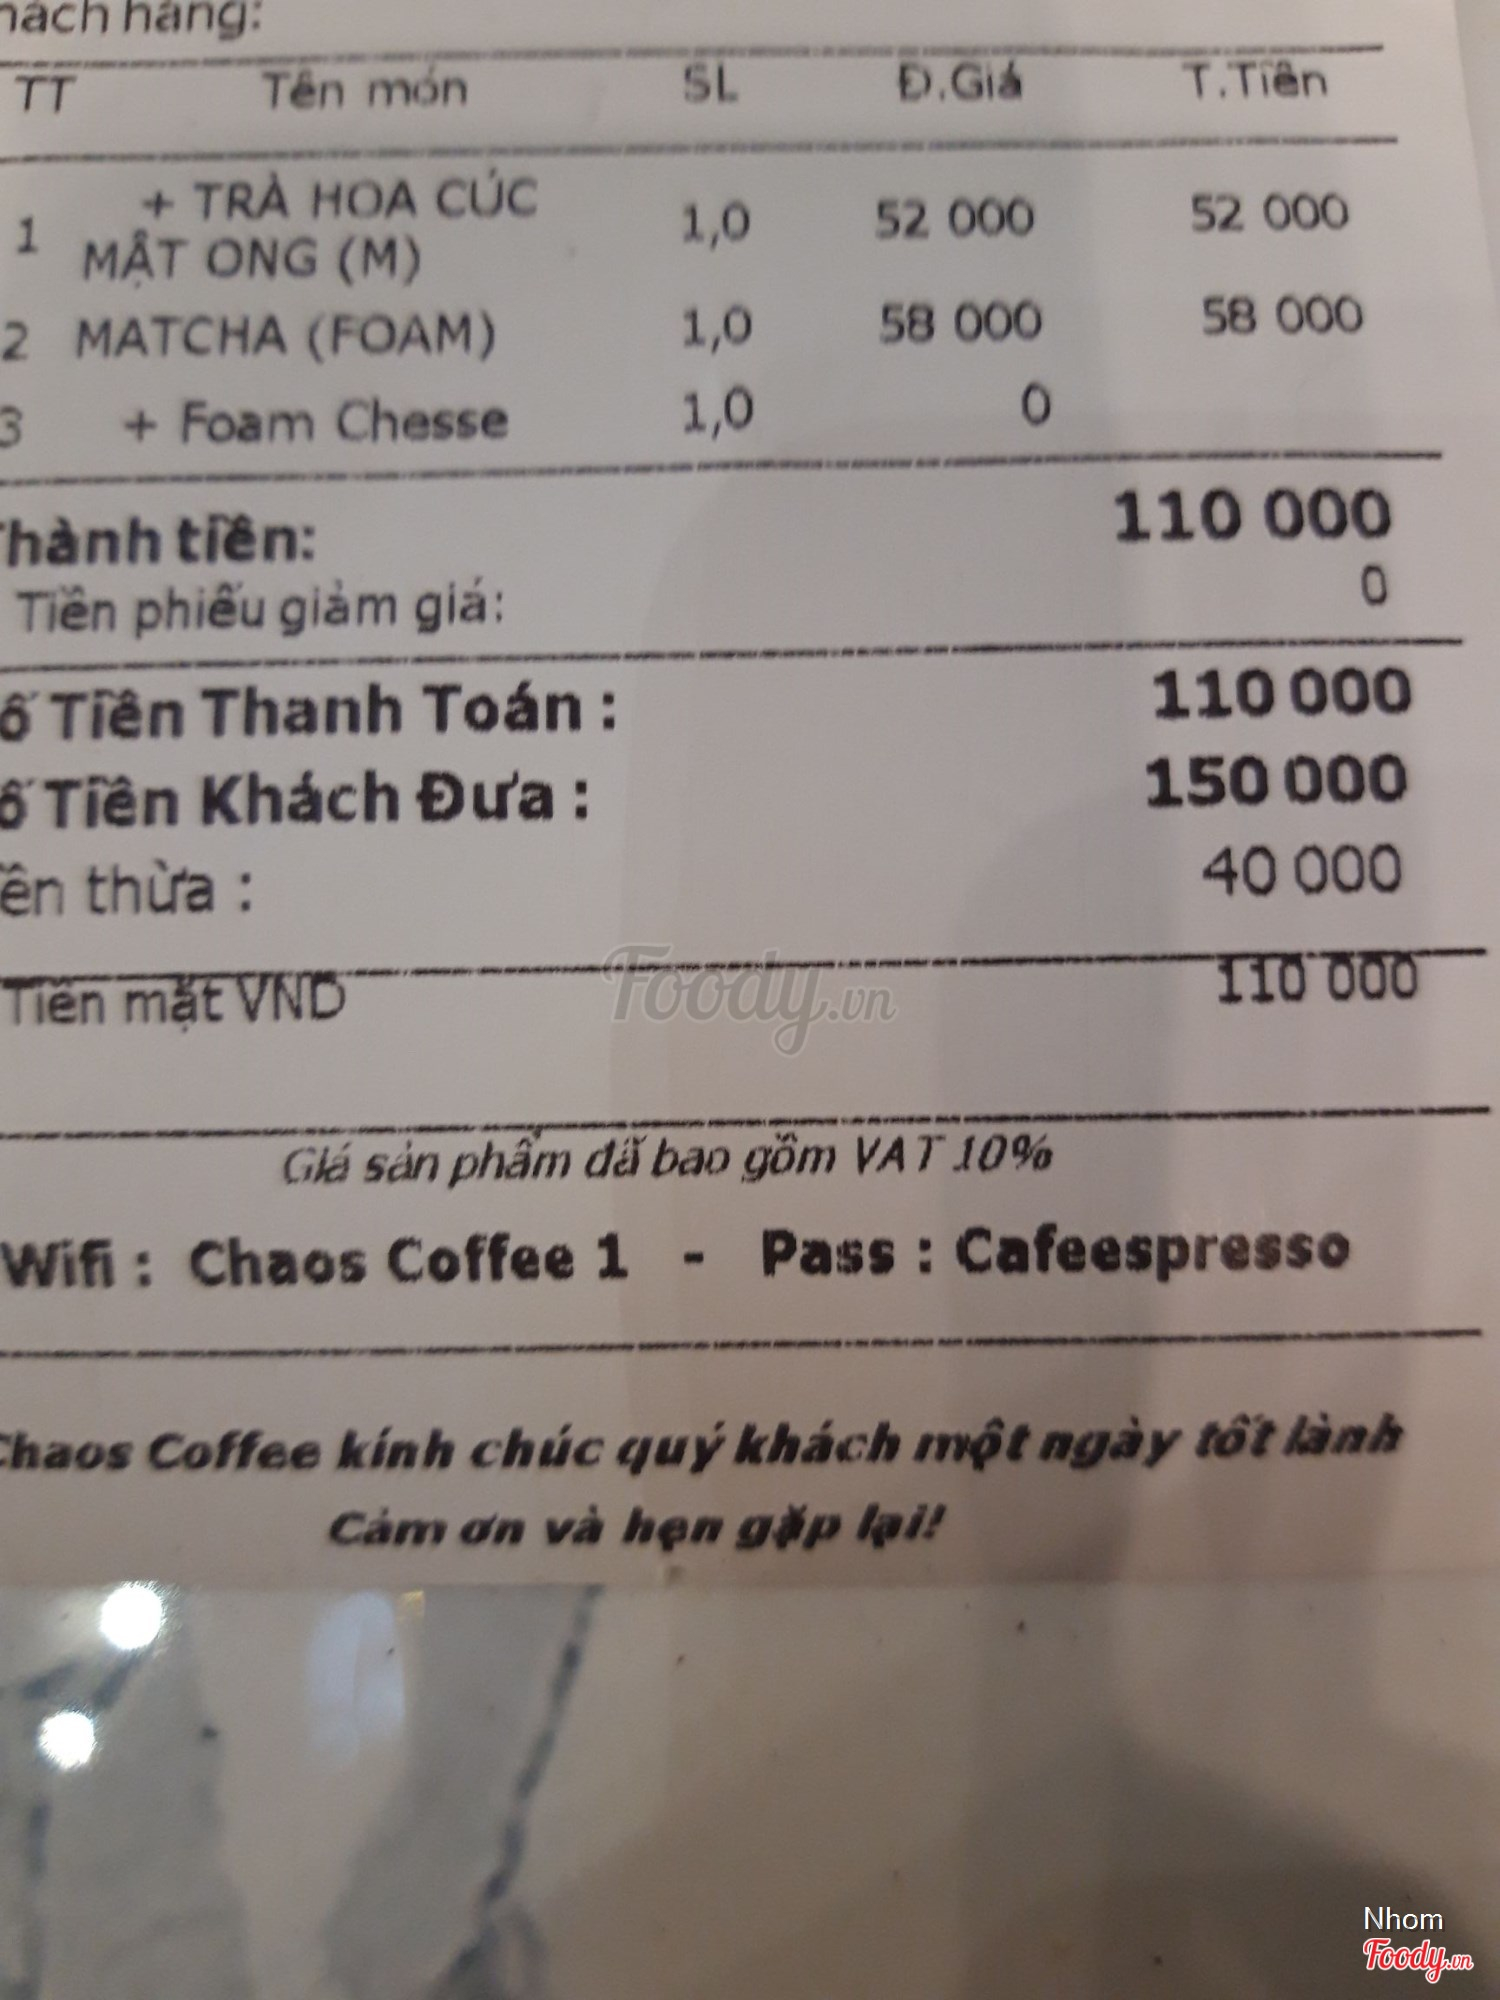 hách hàng:
TT Tên món SL Đ.Giá T.Tiền
1 + TRÀ HOA CÚC MẬT ONG (M) 1,0 52 000 52 000
2 MATCHA (FOAM) 1,0 58 000 58 000
3 + Foam Chesse 1,0 0
Thành tiền: 110 000
Tiền phiếu giảm giá: 0
ố Tiền Thanh Toán : 110 000
ố Tiền Khách Đưa : 150 000
ền thừa : 40 000
Tiền mặt VND 110 000
Foody.vn
Giá sản phẩm đã bao gồm VAT 10%
Wifi : Chaos Coffee 1 - Pass : Cafeespresso
Chaos Coffee kính chúc quý khách một ngày tốt lành
Cảm ơn và hẹn gặp lại!
Nhom
Foody.vn